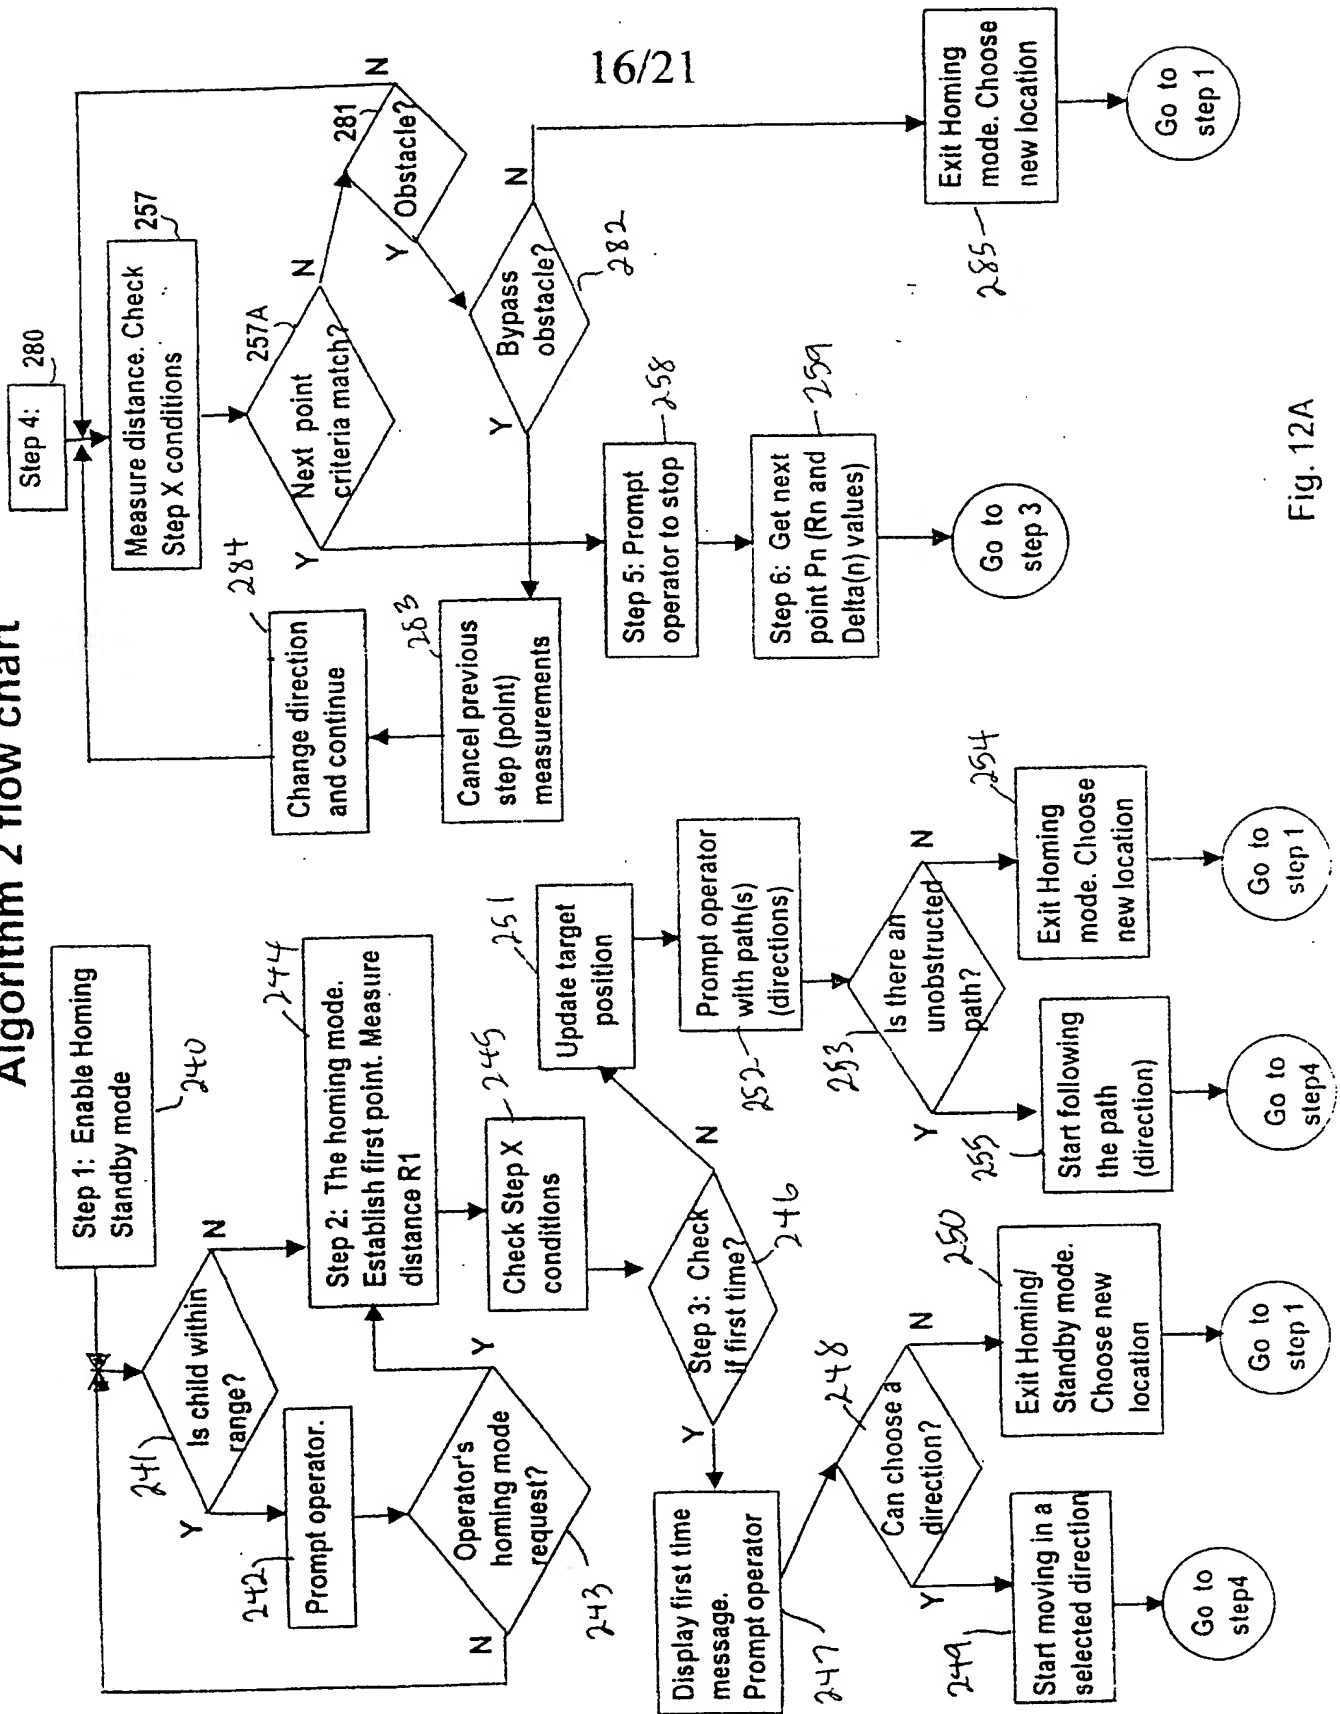 16/21
Algorithm 2 flow chart
Step 1: Enable Homing
Standby mode
240
Is child within
range?
241
Y
N
Prompt operator.
242
Operator's
homing mode
request?
243
N
Y
Step 2: The homing mode.
Establish first point. Measure
distance R1
244
Check Step X
conditions
245
Step 3: Check
if first time?
246
Y
N
Display first time
message.
Prompt operator
247
Can choose a
direction?
248
Y
N
Start moving in a
selected direction
249
Go to
step4
Exit Homing/
Standby mode.
Choose new
location
250
Go to
step1
Update target
position
251
Prompt operator
with path(s)
(directions)
252
Is there an
unobstructed
path?
253
Y
N
Start following
the path
(direction)
255
Go to
step4
Exit Homing
mode. Choose
new location
254
Go to
step1
Step 4:
280
Measure distance. Check
Step X conditions
257
Next point
criteria match?
257A
Y
N
Obstacle?
281
N
Y
Bypass
obstacle?
282
Y
N
Change direction
and continue
284
Cancel previous
step (point)
measurements
283
Step 5: Prompt
operator to stop
258
Step 6: Get next
point Pn (Rn and
Delta(n) values)
259
Go to
step 3
Exit Homing
mode. Choose
new location
285
Go to
step 1
Fig. 12A